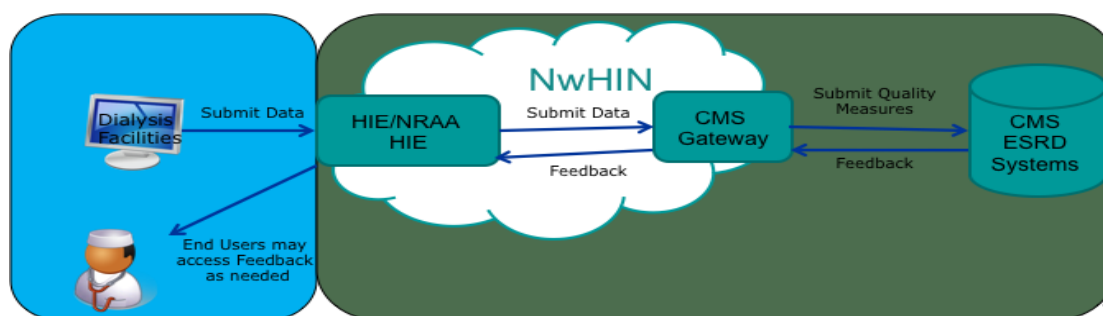 NwHIN
Dialysis
Facilities
Submit Data
HIE/NRAA
HIE
Submit Data
Feedback
CMS
Gateway
Submit Quality
Measures
Feedback
CMS
ESRD
Systems
End Users may
access Feedback
as needed